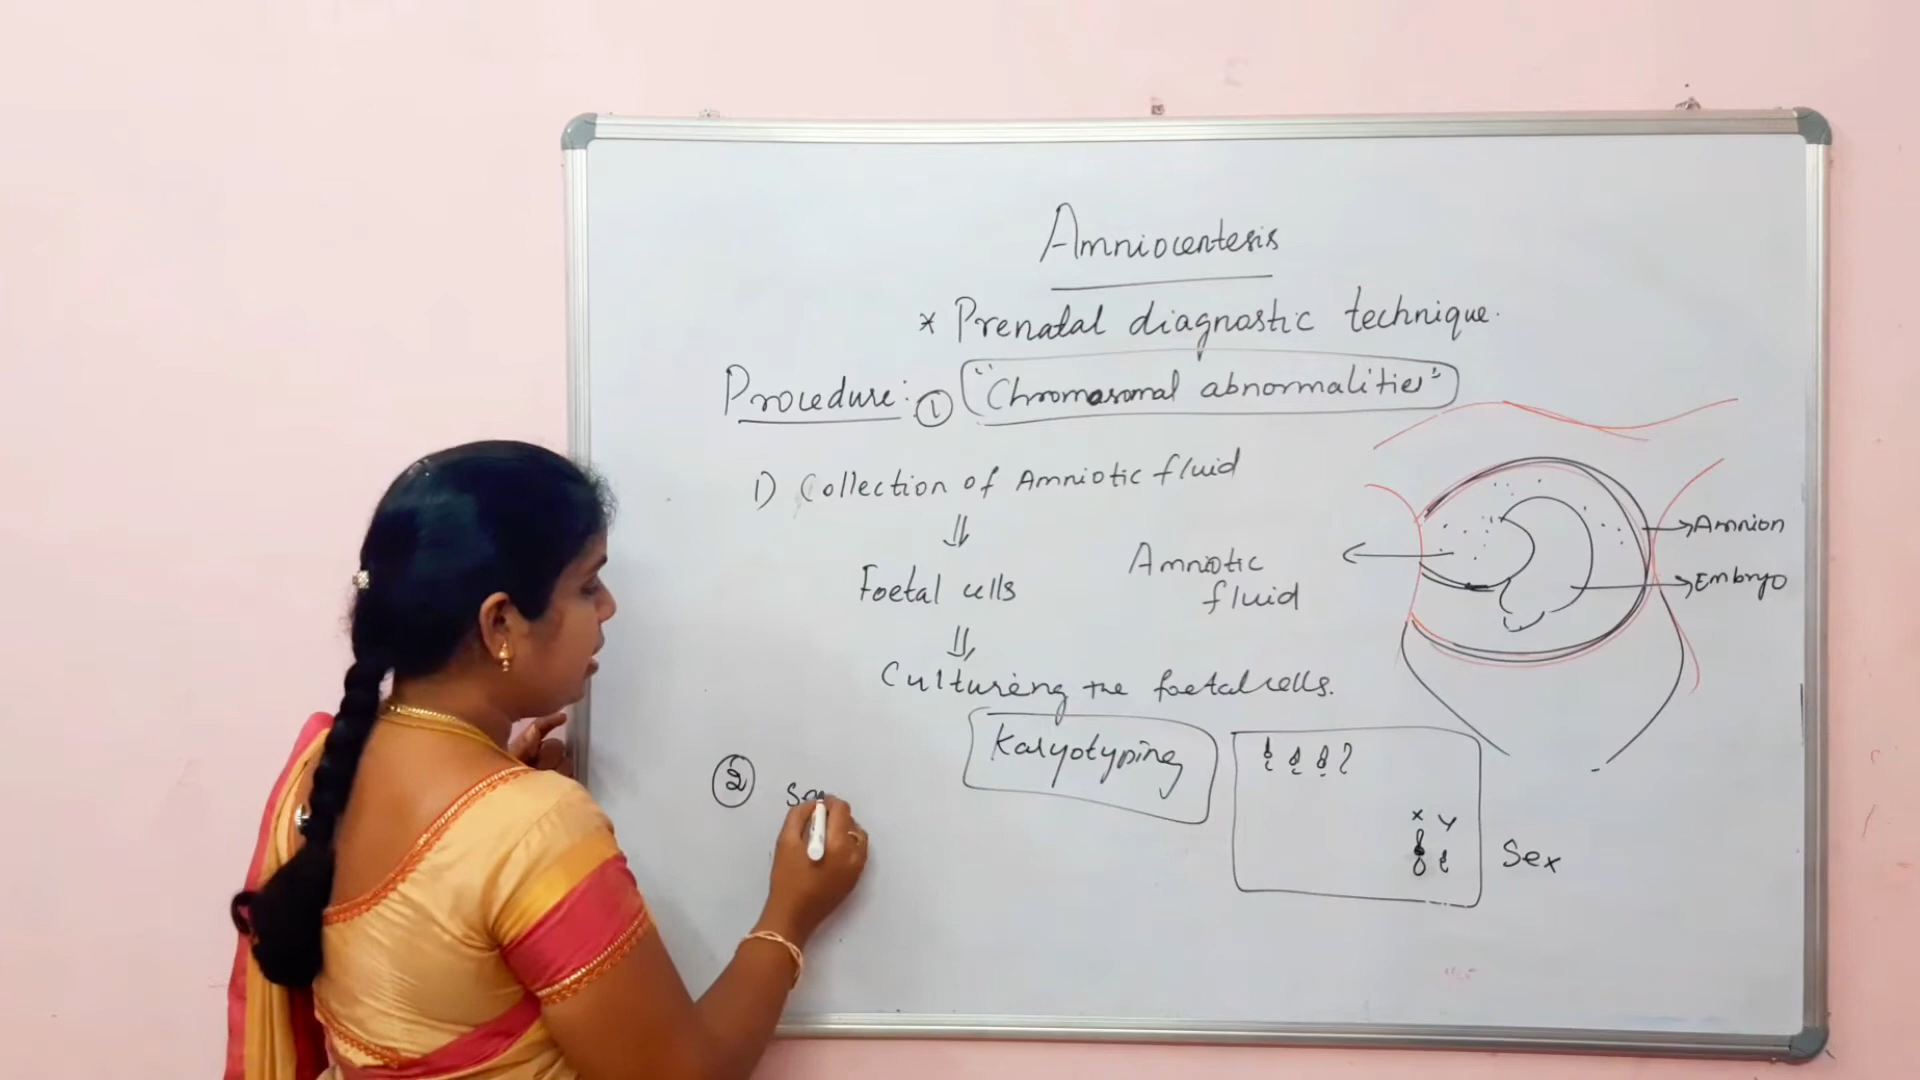 Amniocentesis
* Prenatal diagnostic technique.
Procedure: ① "Chromosomal abnormalities"
1) Collection of Amniotic fluid
⇓
Foetal cells
⇓
Culturing the foetal cells.
Karyotyping
Amniotic
fluid
Amnion
Embryo
x y
Sex
②